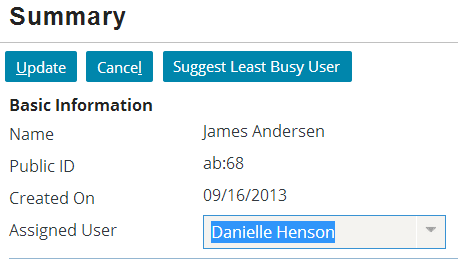 Summary
Update Cancel Suggest Least Busy User
Basic Information
Name James Andersen
Public ID ab:68
Created On 09/16/2013
Assigned User Danielle Henson